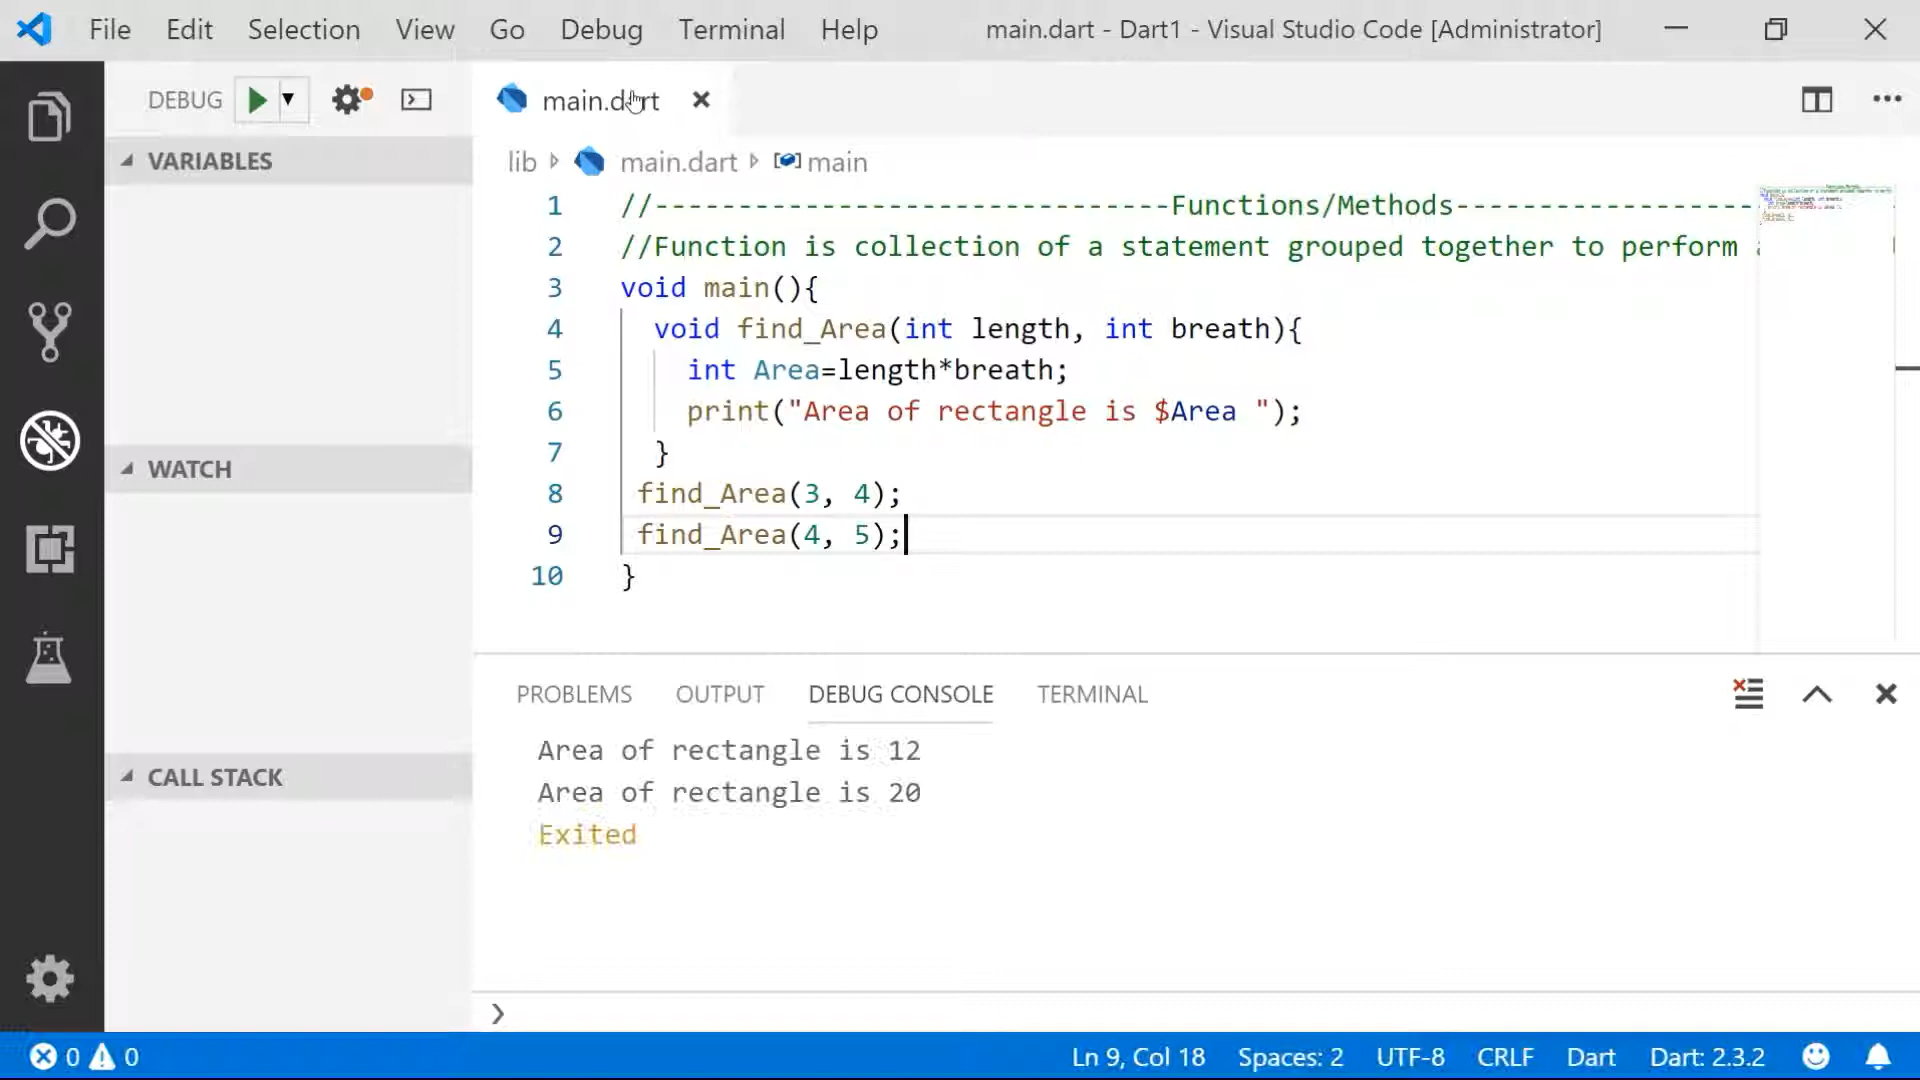 File Edit Selection View Go Debug Terminal Help main.dart - Dart1 - Visual Studio Code [Administrator]
DEBUG
main.dart
lib main.dart main
VARIABLES
WATCH
CALL STACK
1 //-------------------------------Functions/Methods------------------
2 //Function is collection of a statement grouped together to perform
3 void main(){
4 void find_Area(int length, int breath){
5 int Area=length*breath;
6 print("Area of rectangle is $Area ");
7 }
8 find_Area(3, 4);
9 find_Area(4, 5);
10 }
PROBLEMS OUTPUT DEBUG CONSOLE TERMINAL
Area of rectangle is 12
Area of rectangle is 20
Exited
0 0 Ln 9, Col 18 Spaces: 2 UTF-8 CRLF Dart Dart: 2.3.2